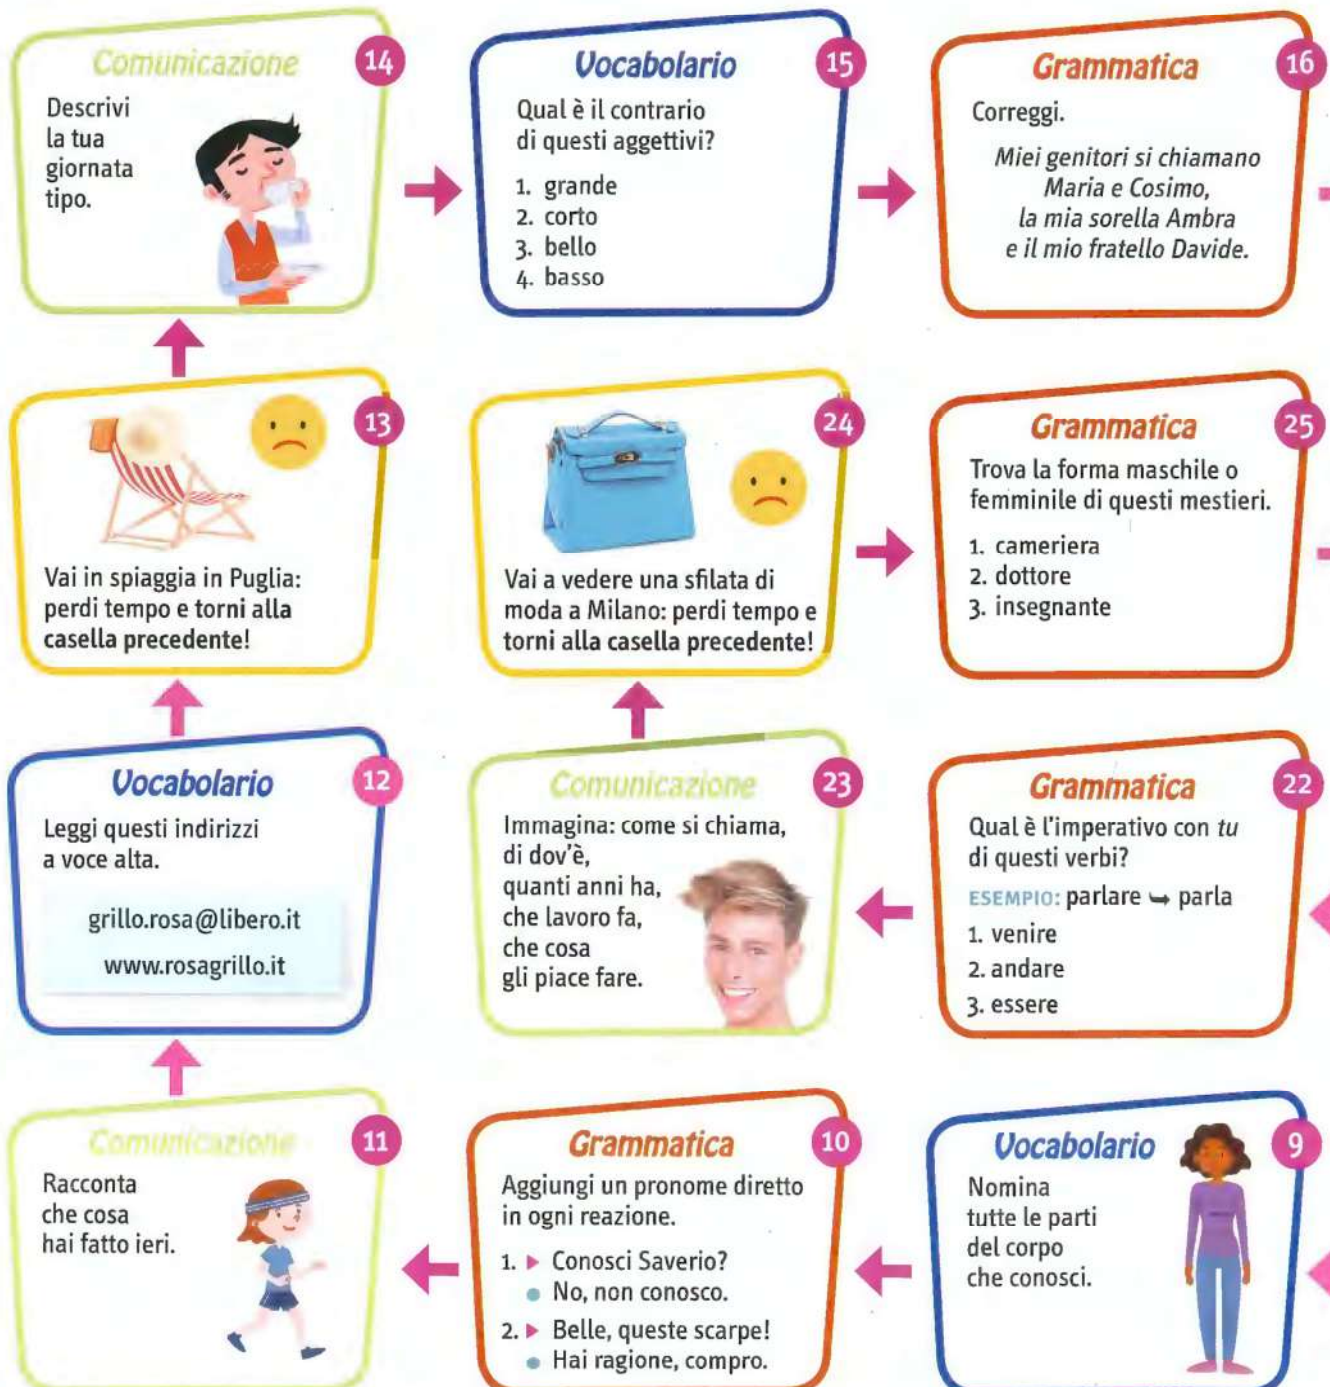 Comunicazione
14
Descrivi
la tua
giornata
tipo.
Vocabolario
15
Qual è il contrario
di questi aggettivi?
1. grande
2. corto
3. bello
4. basso
Grammatica
16
Correggi.
Miei genitori si chiamano
Maria e Cosimo,
la mia sorella Ambra
e il mio fratello Davide.
13
Vai in spiaggia in Puglia:
perdi tempo e torni alla
casella precedente!
24
Vai a vedere una sfilata di
moda a Milano: perdi tempo e
torni alla casella precedente!
Grammatica
25
Trova la forma maschile o
femminile di questi mestieri.
1. cameriera
2. dottore
3. insegnante
Vocabolario
12
Leggi questi indirizzi
a voce alta.
grillo.rosa@libero.it
www.rosagrillo.it
Comunicazione
23
Immagina: come si chiama,
di dov'è,
quanti anni ha,
che lavoro fa,
che cosa
gli piace fare.
Grammatica
22
Qual è l'imperativo con tu
di questi verbi?
ESEMPIO: parlare → parla
1. venire
2. andare
3. essere
Comunicazione
11
Racconta
che cosa
hai fatto ieri.
Grammatica
10
Aggiungi un pronome diretto
in ogni reazione.
1. ▶ Conosci Saverio?
● No, non conosco.
2. ▶ Belle, queste scarpe!
● Hai ragione, compro.
Vocabolario
9
Nomina
tutte le parti
del corpo
che conosci.